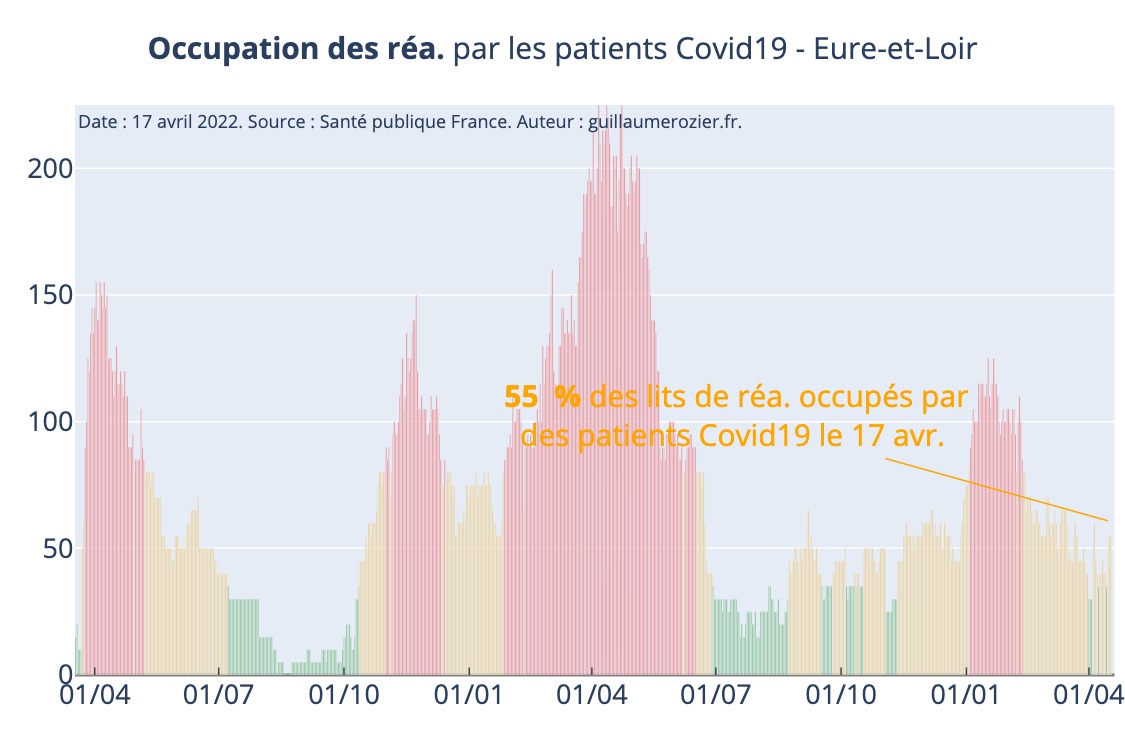 Occupation des réa. par les patients Covid19 - Eure-et-Loir
Date : 17 avril 2022. Source : Santé publique France. Auteur : guillaumerozier.fr.
200
150
100
50
0
55 % des lits de réa. occupés par
des patients Covid19 le 17 avr.
01/04 01/07 01/10 01/01 01/04 01/07 01/10 01/01 01/04